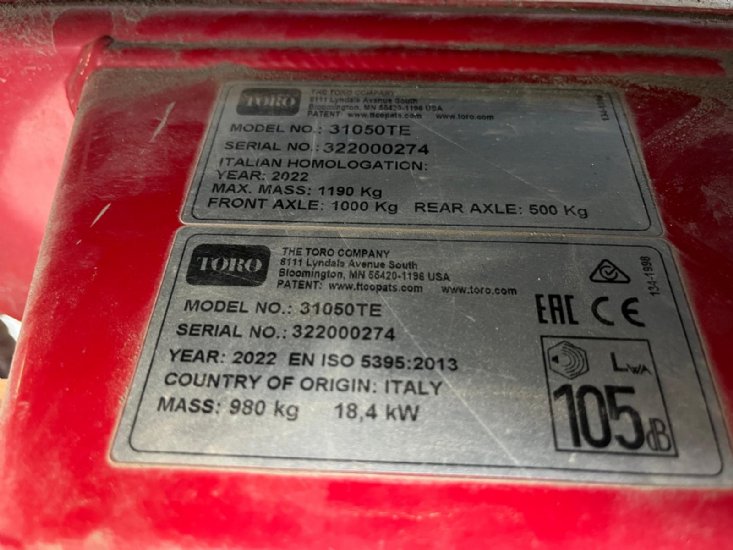 TORO
THE TORO COMPANY
8111 Lyndale Avenue South
Bloomington, MN 55420-1196 USA
PATENT: www.ttcopats.com www.toro.com
MODEL NO.: 31050TE
SERIAL NO.: 322000274
ITALIAN HOMOLOGATION:
YEAR: 2022
MAX. MASS: 1190 Kg
FRONT AXLE: 1000 Kg REAR AXLE: 500 Kg
134-1998
TORO
THE TORO COMPANY
8111 Lyndale Avenue South
Bloomington, MN 55420-1196 USA
PATENT: www.ttcopats.com www.toro.com
MODEL NO.: 31050TE
SERIAL NO.: 322000274
YEAR: 2022 EN ISO 5395:2013
COUNTRY OF ORIGIN: ITALY
MASS: 980 kg 18,4 kW
134-1998
EAC CE
LWA
105dB